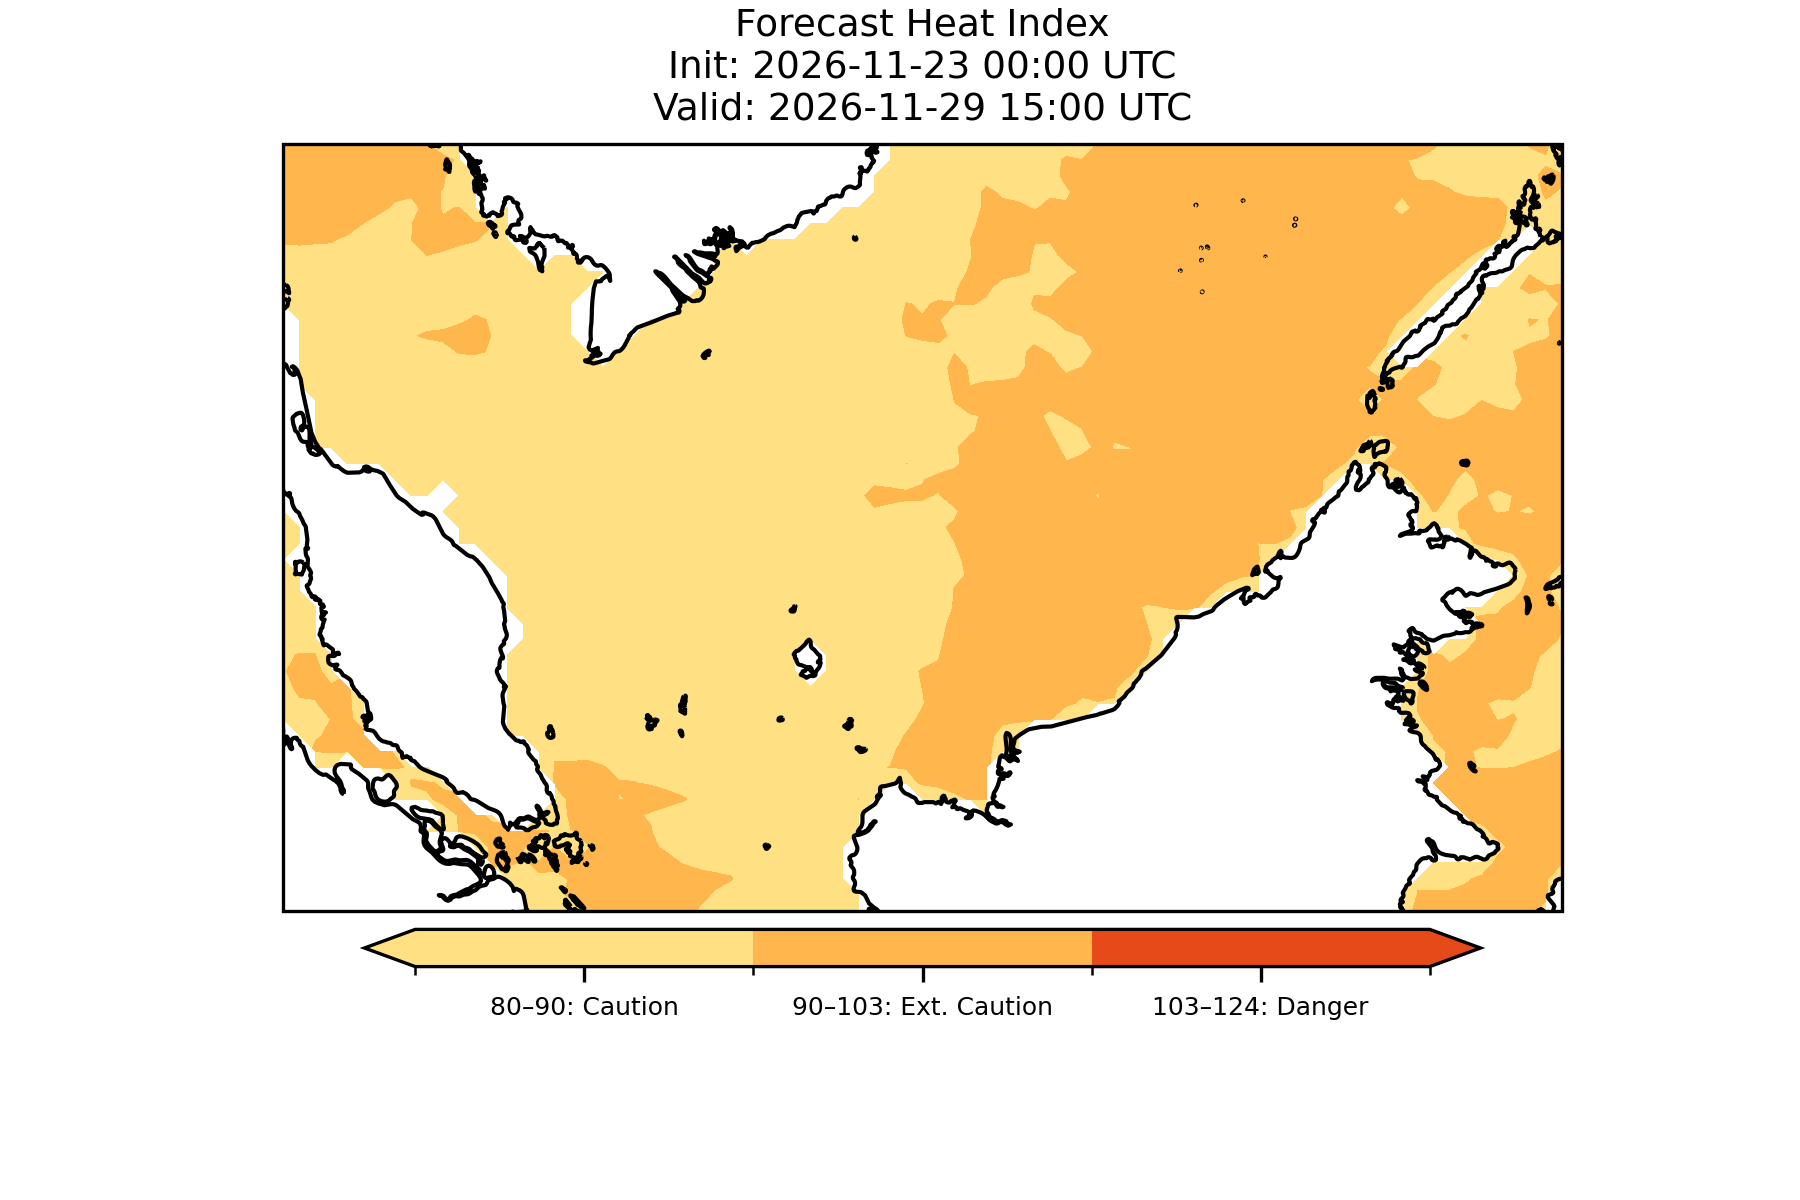 Forecast Heat Index
Init: 2026-11-23 00:00 UTC
Valid: 2026-11-29 15:00 UTC
80–90: Caution
90–103: Ext. Caution
103–124: Danger